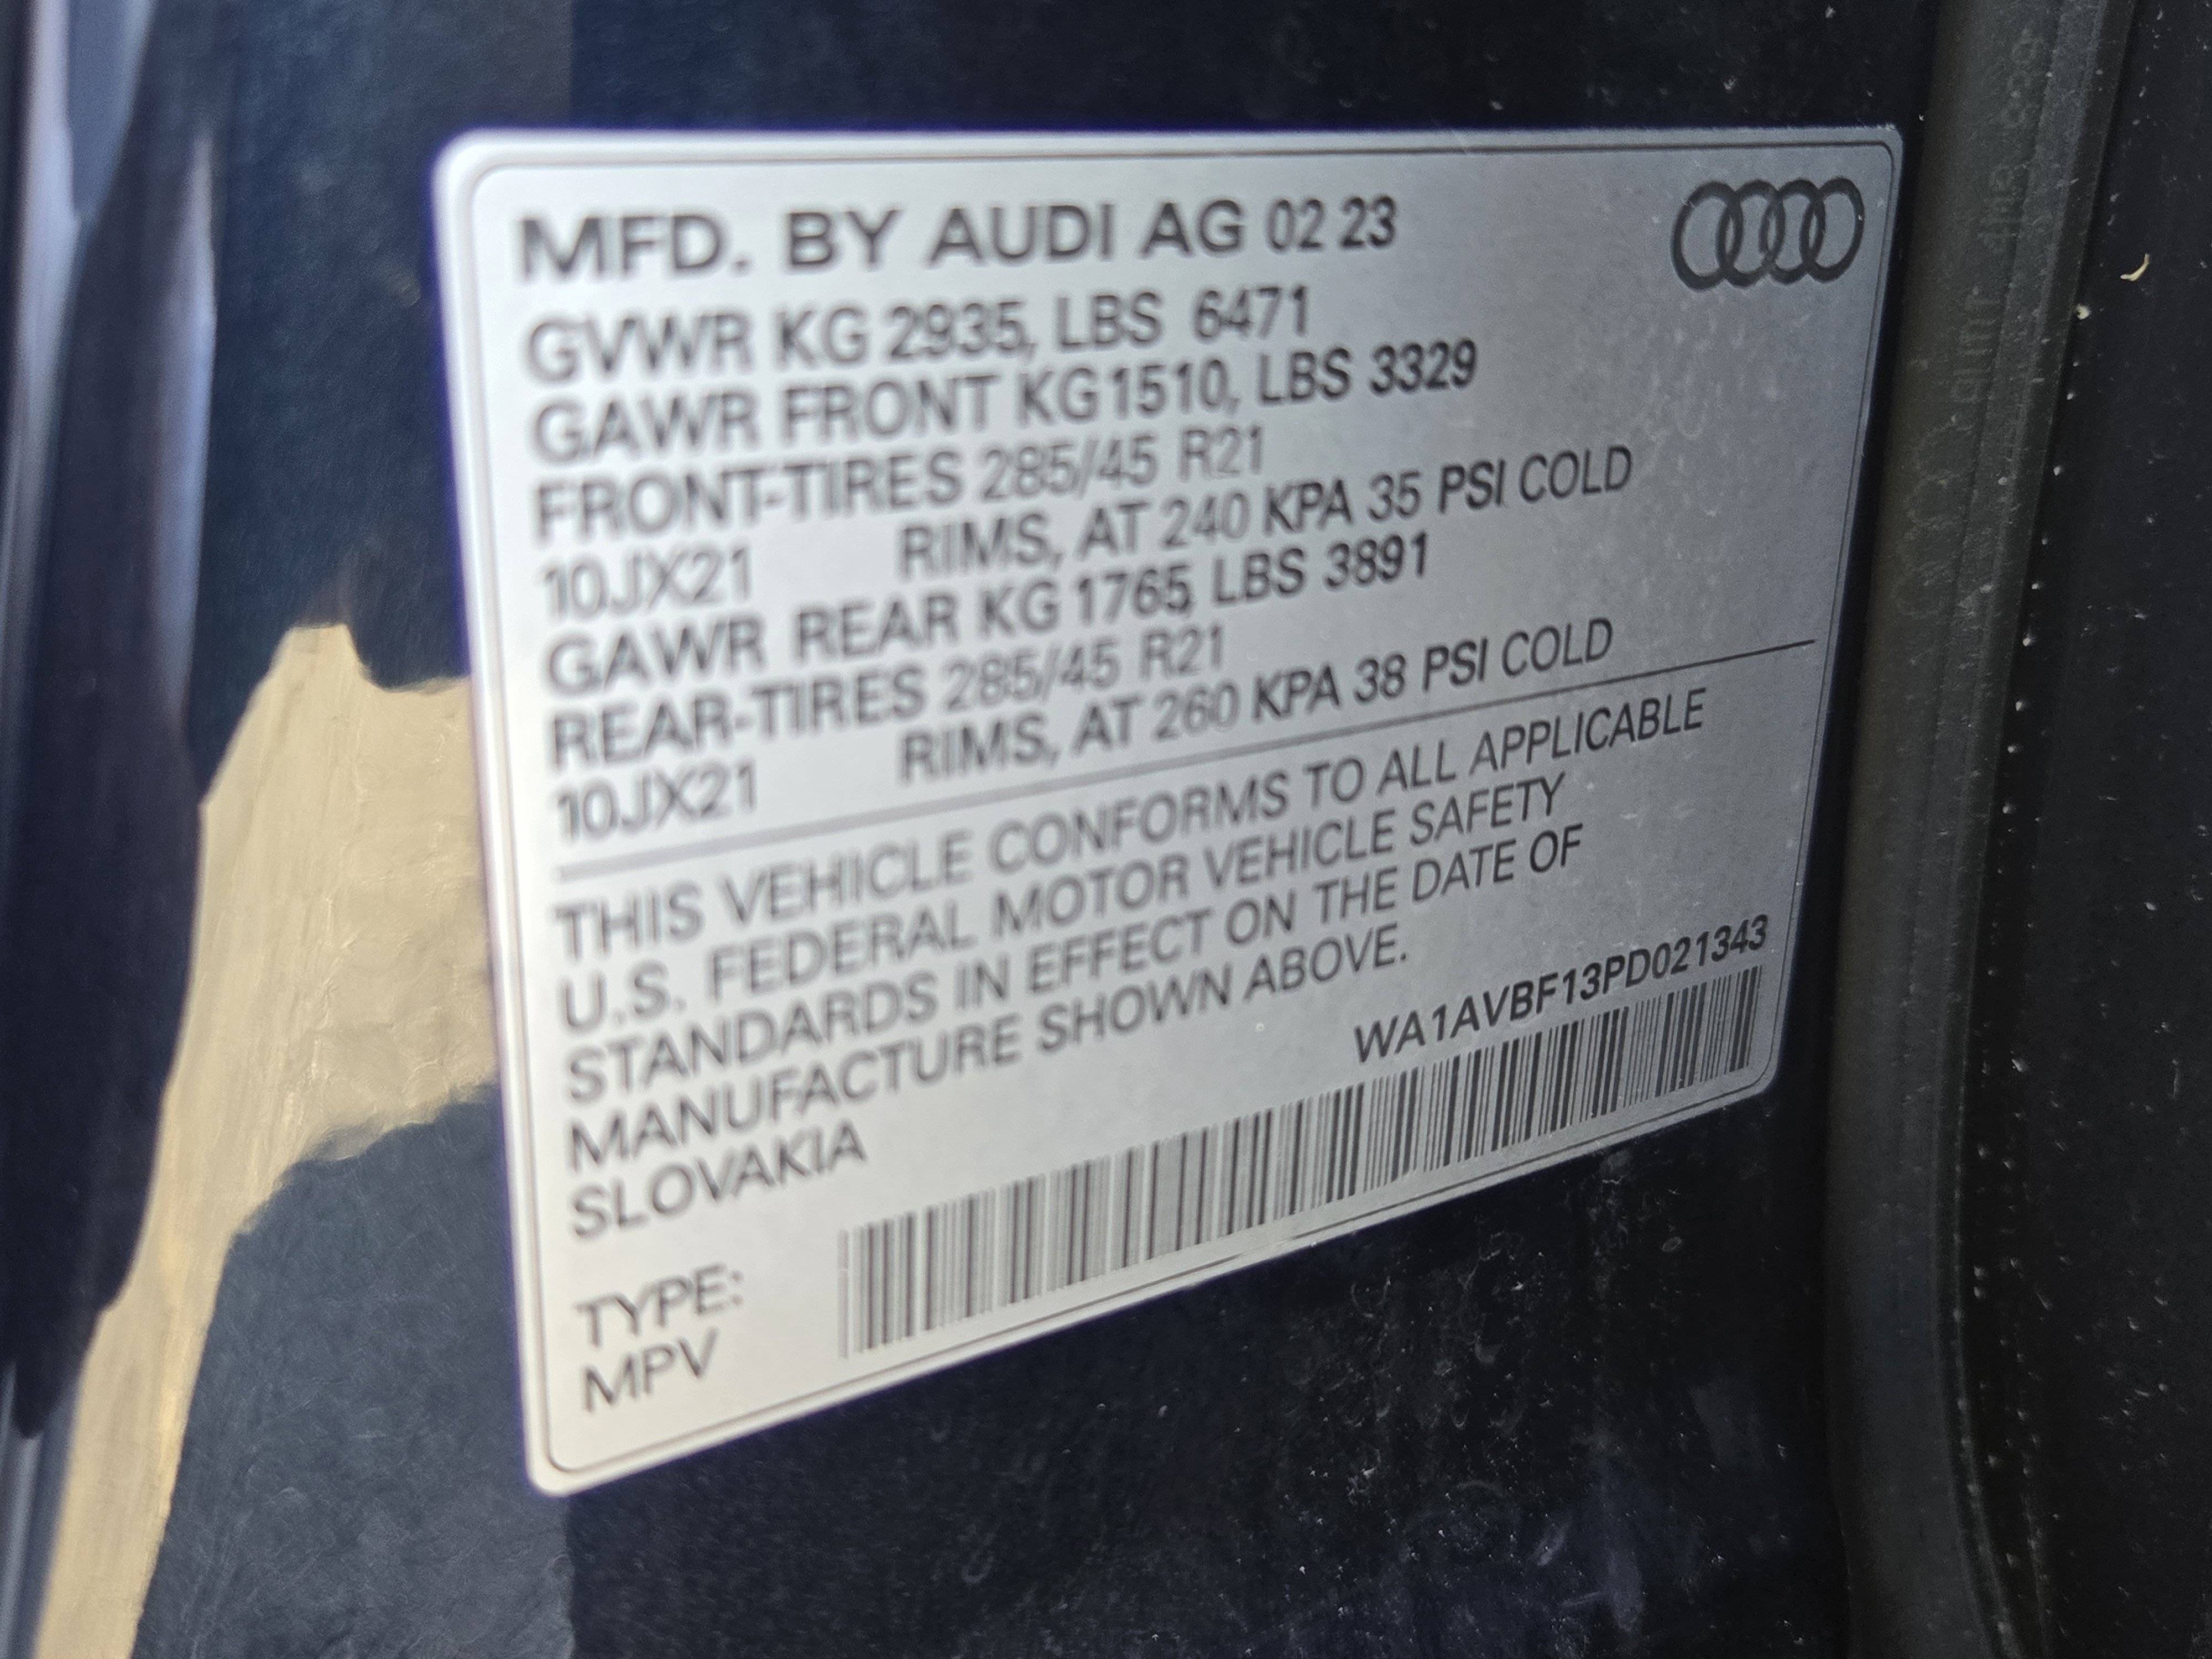 MFD. BY AUDI AG 02 23
GVWR KG 2935, LBS 6471
GAWR FRONT KG 1510, LBS 3329
FRONT-TIRES 285/45 R21
10JX21 RIMS, AT 240 KPA 35 PSI COLD
GAWR REAR KG 1765, LBS 3891
REAR-TIRES 285/45 R21
10JX21 RIMS, AT 260 KPA 38 PSI COLD
THIS VEHICLE CONFORMS TO ALL APPLICABLE
U.S. FEDERAL MOTOR VEHICLE SAFETY
STANDARDS IN EFFECT ON THE DATE OF
MANUFACTURE SHOWN ABOVE.
SLOVAKIA
WA1AVBF13PD021343
TYPE:
MPV